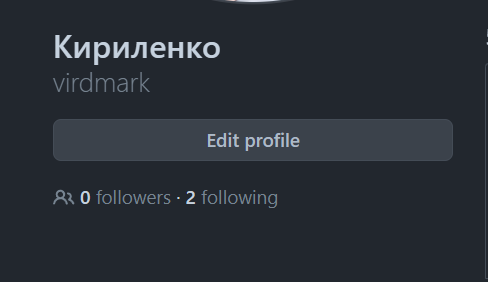 Кириленко
virdmark
Edit profile
0 followers · 2 following